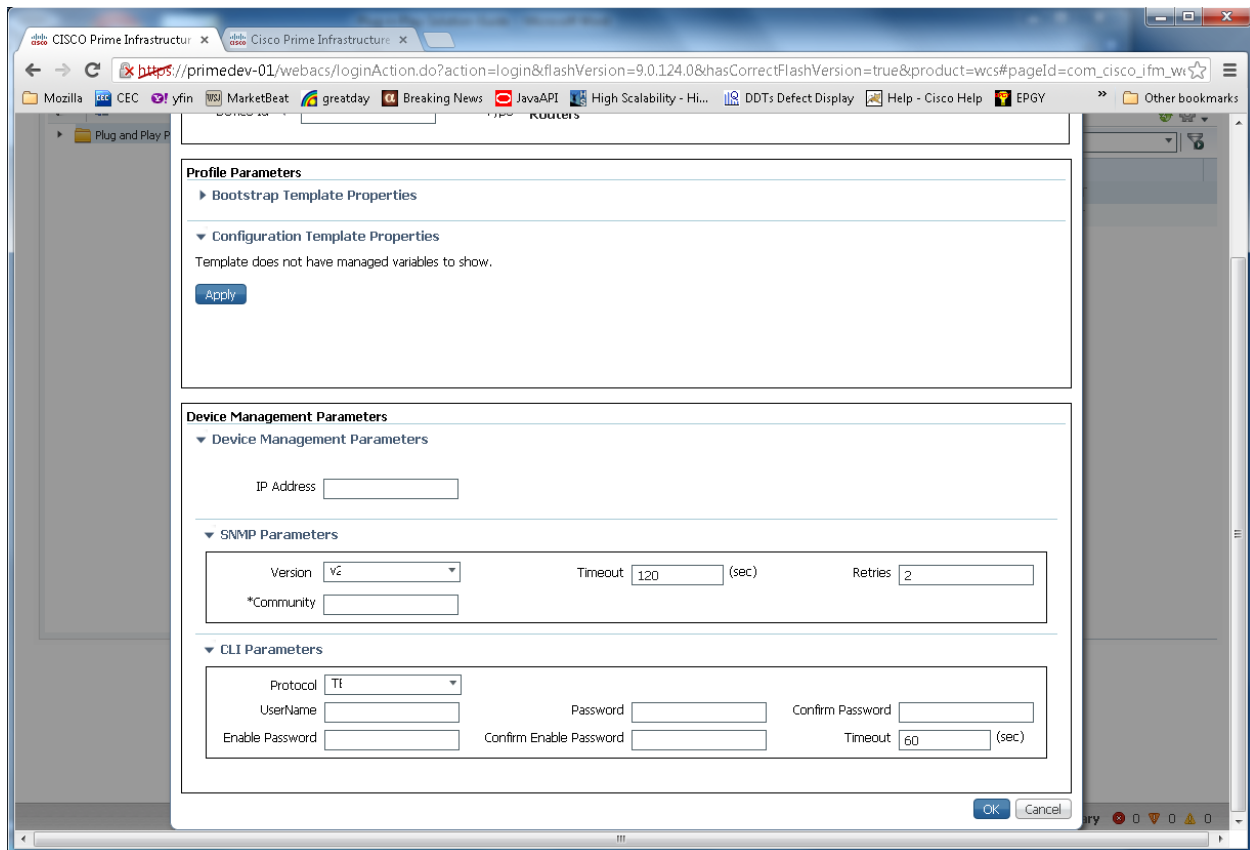 CISCO Prime Infrastructur × Cisco Prime Infrastructure ×
https://primedev-01/webacs/loginAction.do?action=login&flashVersion=9.0.124.0&hasCorrectFlashVersion=true&product=wcs#pageId=com_cisco_ifm_we
Mozilla CEC yfin MarketBeat greatday Breaking News JavaAPI High Scalability - Hi... DDTs Defect Display Help - Cisco Help EPGY » Other bookmarks
Plug and Play P
Routers
Profile Parameters
Bootstrap Template Properties
Configuration Template Properties
Template does not have managed variables to show.
Apply
Device Management Parameters
Device Management Parameters
IP Address
SNMP Parameters
Version v2 Timeout 120 (sec) Retries 2
*Community
CLI Parameters
Protocol TE
UserName Password Confirm Password
Enable Password Confirm Enable Password Timeout 60 (sec)
OK Cancel
ry 0 0 0